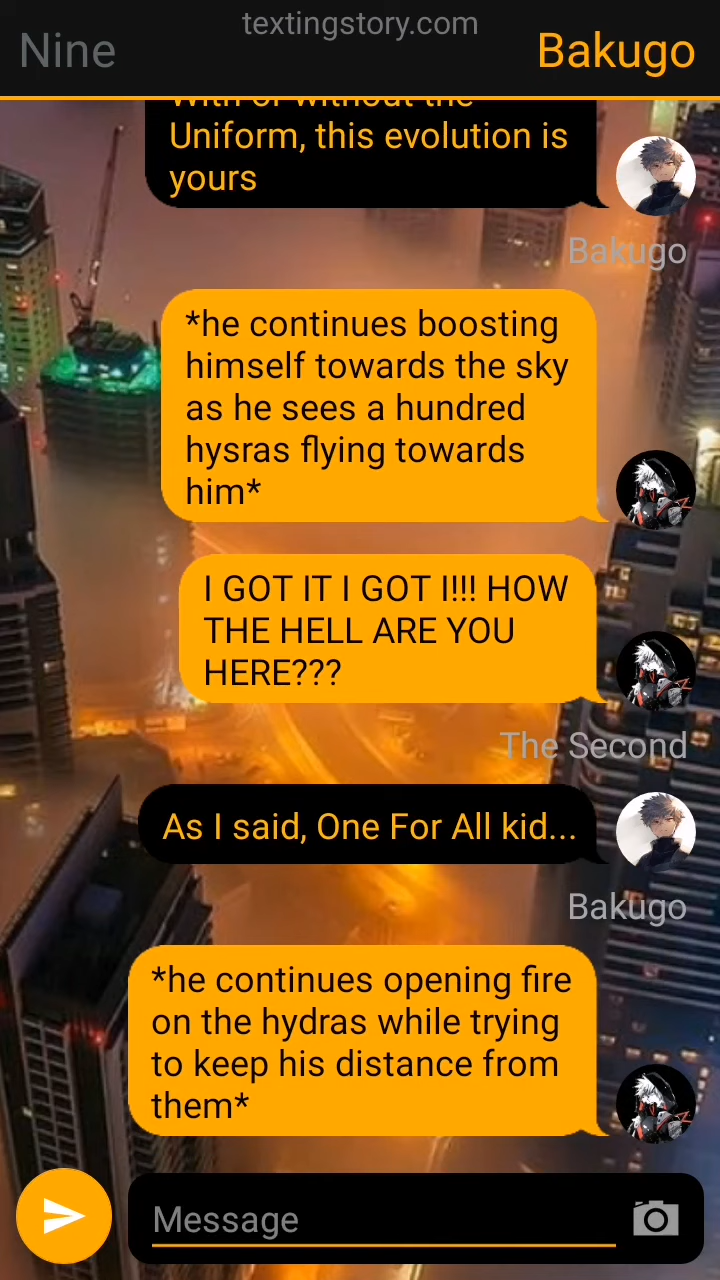 textingstory.com
Nine
Bakugo
With or without the
Uniform, this evolution is
yours
Bakugo
*he continues boosting
himself towards the sky
as he sees a hundred
hysras flying towards
him*
I GOT IT I GOT I!!! HOW
THE HELL ARE YOU
HERE???
The Second
As I said, One For All kid...
Bakugo
*he continues opening fire
on the hydras while trying
to keep his distance from
them*
Message